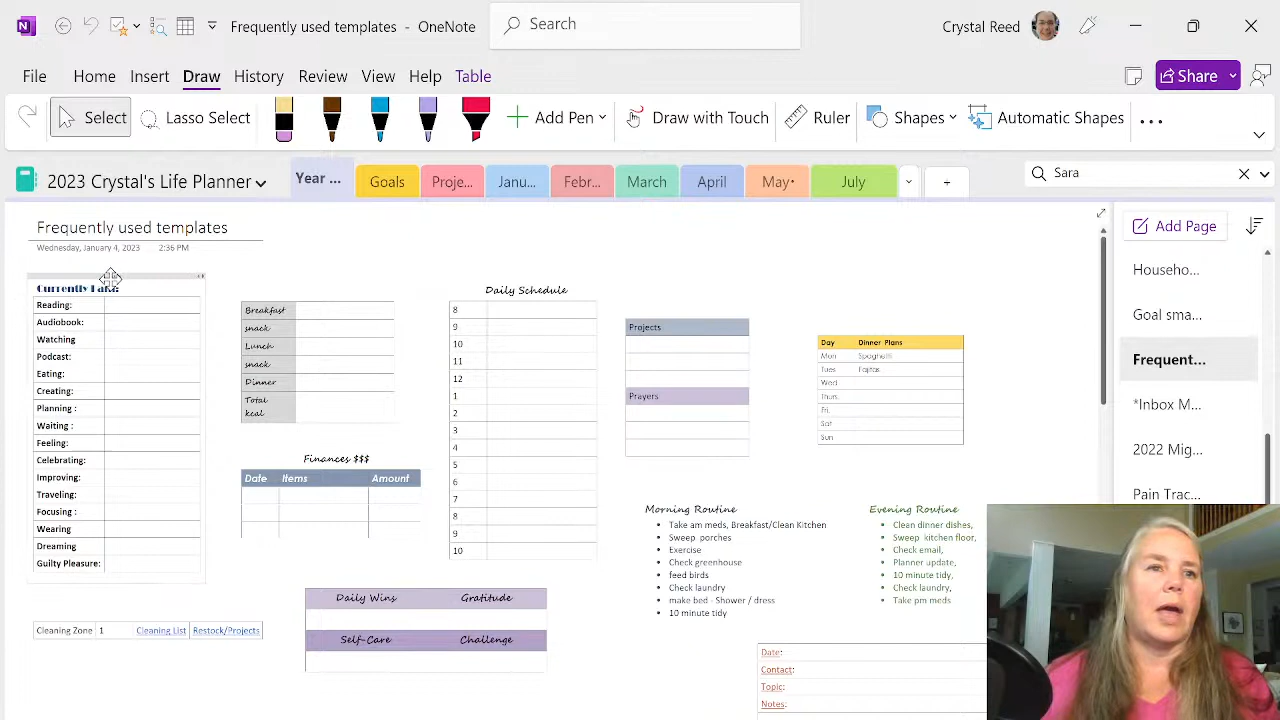 Frequently used templates - OneNote
Search
Crystal Reed
File
Home
Insert
Draw
History
Review
View
Help
Table
Share
Select
Lasso Select
Add Pen
Draw with Touch
Ruler
Shapes
Automatic Shapes
2023 Crystal's Life Planner
Year ...
Goals
Proje...
Janu...
Febr...
March
April
May
July
Sara
Frequently used templates
Wednesday, January 4, 2023 2:36 PM
Add Page
Househo...
Goal sma...
Frequent...
*Inbox M...
2022 Mig...
Pain Trac...
Currently
Reading:
Audiobook:
Watching
Podcast:
Eating:
Creating:
Planning :
Waiting :
Feeling:
Celebrating:
Improving:
Traveling:
Focusing :
Wearing
Dreaming
Guilty Pleasure:
Cleaning Zone 1 Cleaning List Restock/Projects
Breakfast
snack
Lunch
snack
Dinner
Total
kcal
Finances $$$
Date Items Amount
Daily Wins Gratitude
Self-Care Challenge
Daily Schedule
8
9
10
11
12
1
2
3
4
5
6
7
8
9
10
Projects
Prayers
Day Dinner Plans
Mon Spaghetti
Tues Fajitas
Wed
Thurs
Fri
Sat
Sun
Morning Routine
• Take am meds, Breakfast/Clean Kitchen
• Sweep porches
• Exercise
• Check greenhouse
• feed birds
• Check laundry
• make bed - Shower / dress
• 10 minute tidy
Evening Routine
• Clean dinner dishes,
• Sweep kitchen floor,
• Check email,
• Planner update,
• 10 minute tidy,
• Check laundry,
• Take pm meds
Date:
Contact:
Topic:
Notes: